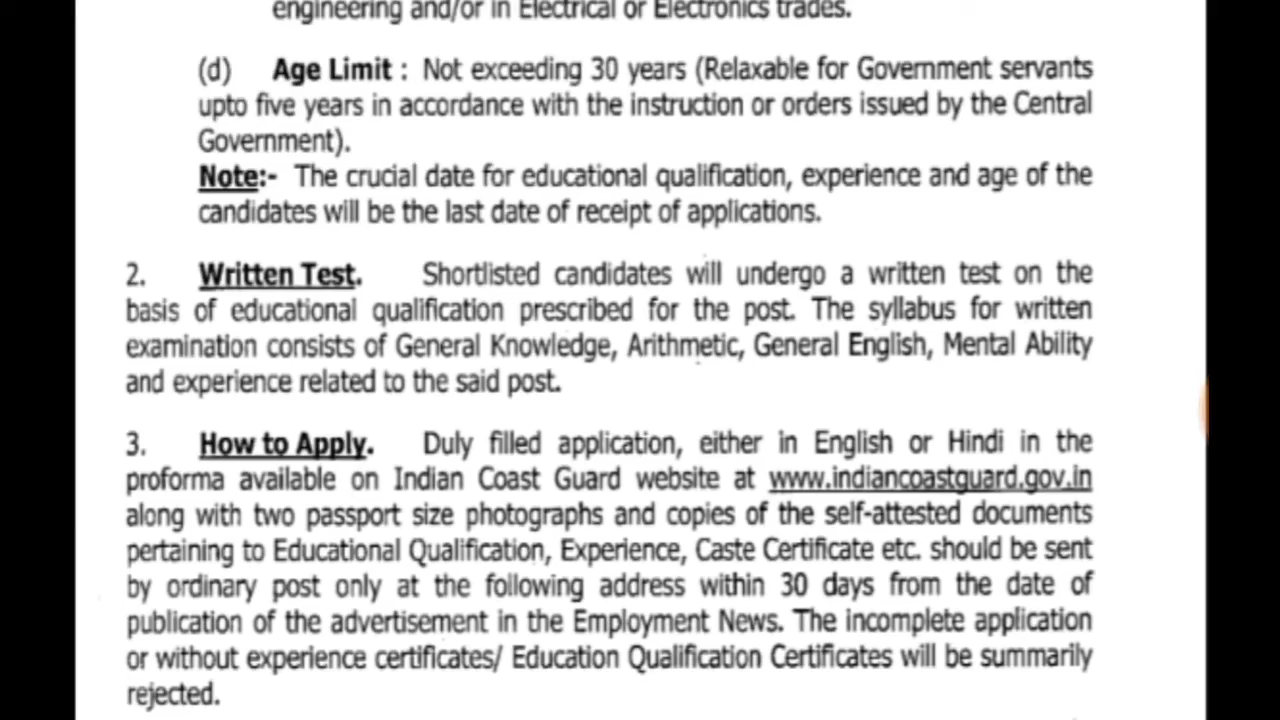 engineering and/or in Electrical or Electronics trades.
(d) Age Limit : Not exceeding 30 years (Relaxable for Government servants
upto five years in accordance with the instruction or orders issued by the Central
Government).
Note:- The crucial date for educational qualification, experience and age of the
candidates will be the last date of receipt of applications.
2. Written Test. Shortlisted candidates will undergo a written test on the
basis of educational qualification prescribed for the post. The syllabus for written
examination consists of General Knowledge, Arithmetic, General English, Mental Ability
and experience related to the said post.
3. How to Apply. Duly filled application, either in English or Hindi in the
proforma available on Indian Coast Guard website at www.indiancoastguard.gov.in
along with two passport size photographs and copies of the self-attested documents
pertaining to Educational Qualification, Experience, Caste Certificate etc. should be sent
by ordinary post only at the following address within 30 days from the date of
publication of the advertisement in the Employment News. The incomplete application
or without experience certificates/ Education Qualification Certificates will be summarily
rejected.